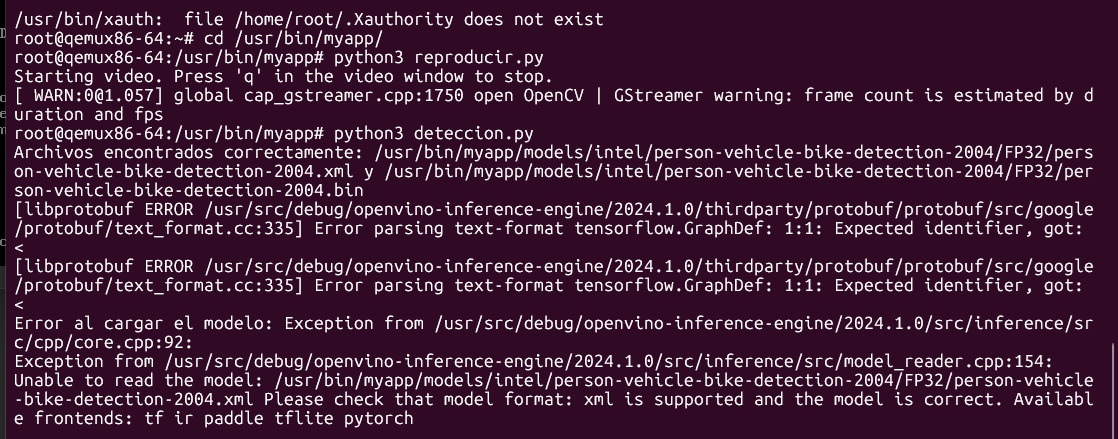 /usr/bin/xauth:  file /home/root/.Xauthority does not exist
root@qemux86-64:~# cd /usr/bin/myapp/
root@qemux86-64:/usr/bin/myapp# python3 reproducir.py
Starting video. Press 'q' in the video window to stop.
[ WARN:0@1.057] global cap_gstreamer.cpp:1750 open OpenCV | GStreamer warning: frame count is estimated by d
uration and fps
root@qemux86-64:/usr/bin/myapp# python3 deteccion.py
Archivos encontrados correctamente: /usr/bin/myapp/models/intel/person-vehicle-bike-detection-2004/FP32/pers
on-vehicle-bike-detection-2004.xml y /usr/bin/myapp/models/intel/person-vehicle-bike-detection-2004/FP32/per
son-vehicle-bike-detection-2004.bin
[libprotobuf ERROR /usr/src/debug/openvino-inference-engine/2024.1.0/thirdparty/protobuf/protobuf/src/google
/protobuf/text_format.cc:335] Error parsing text-format tensorflow.GraphDef: 1:1: Expected identifier, got:
<
[libprotobuf ERROR /usr/src/debug/openvino-inference-engine/2024.1.0/thirdparty/protobuf/protobuf/src/google
/protobuf/text_format.cc:335] Error parsing text-format tensorflow.GraphDef: 1:1: Expected identifier, got:
<
Error al cargar el modelo: Exception from /usr/src/debug/openvino-inference-engine/2024.1.0/src/inference/sr
c/cpp/core.cpp:92:
Exception from /usr/src/debug/openvino-inference-engine/2024.1.0/src/inference/src/model_reader.cpp:154:
Unable to read the model: /usr/bin/myapp/models/intel/person-vehicle-bike-detection-2004/FP32/person-vehicle
-bike-detection-2004.xml Please check that model format: xml is supported and the model is correct. Availabl
e frontends: tf ir paddle tflite pytorch